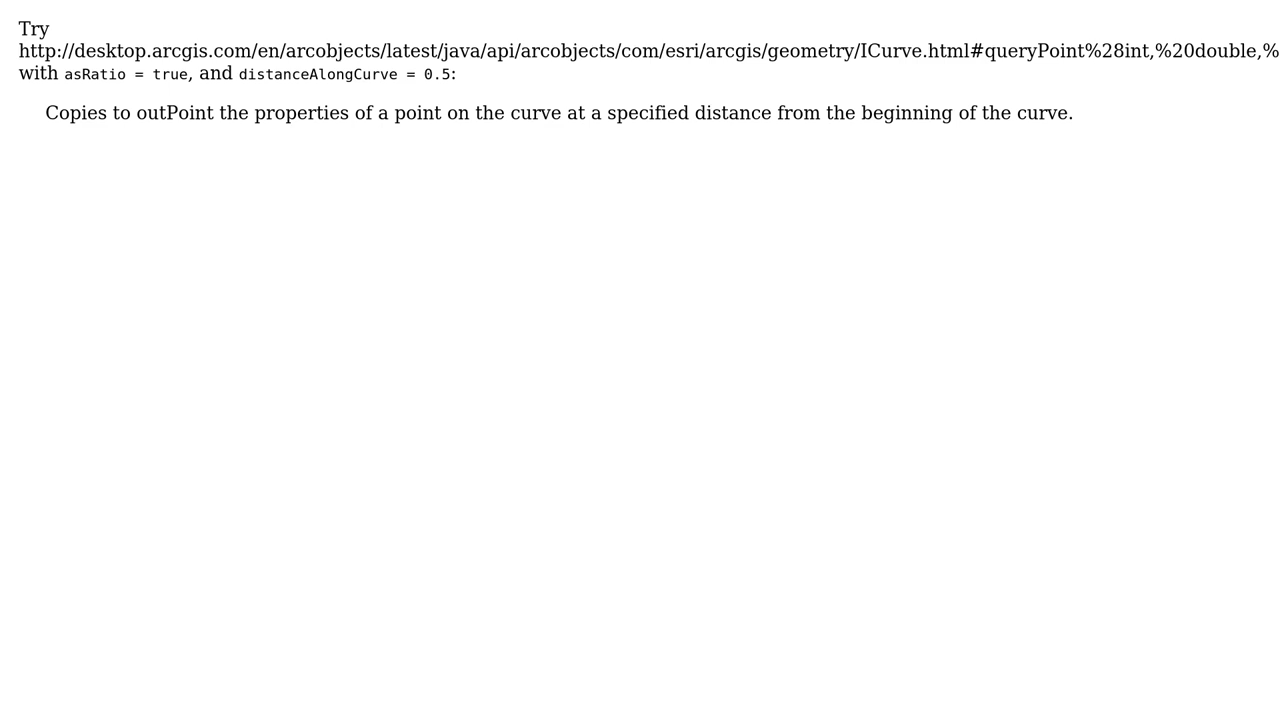 Try
http://desktop.arcgis.com/en/arcobjects/latest/java/api/arcobjects/com/esri/arcgis/geometry/ICurve.html#queryPoint%28int,%20double,%
with asRatio = true, and distanceAlongCurve = 0.5:
Copies to outPoint the properties of a point on the curve at a specified distance from the beginning of the curve.